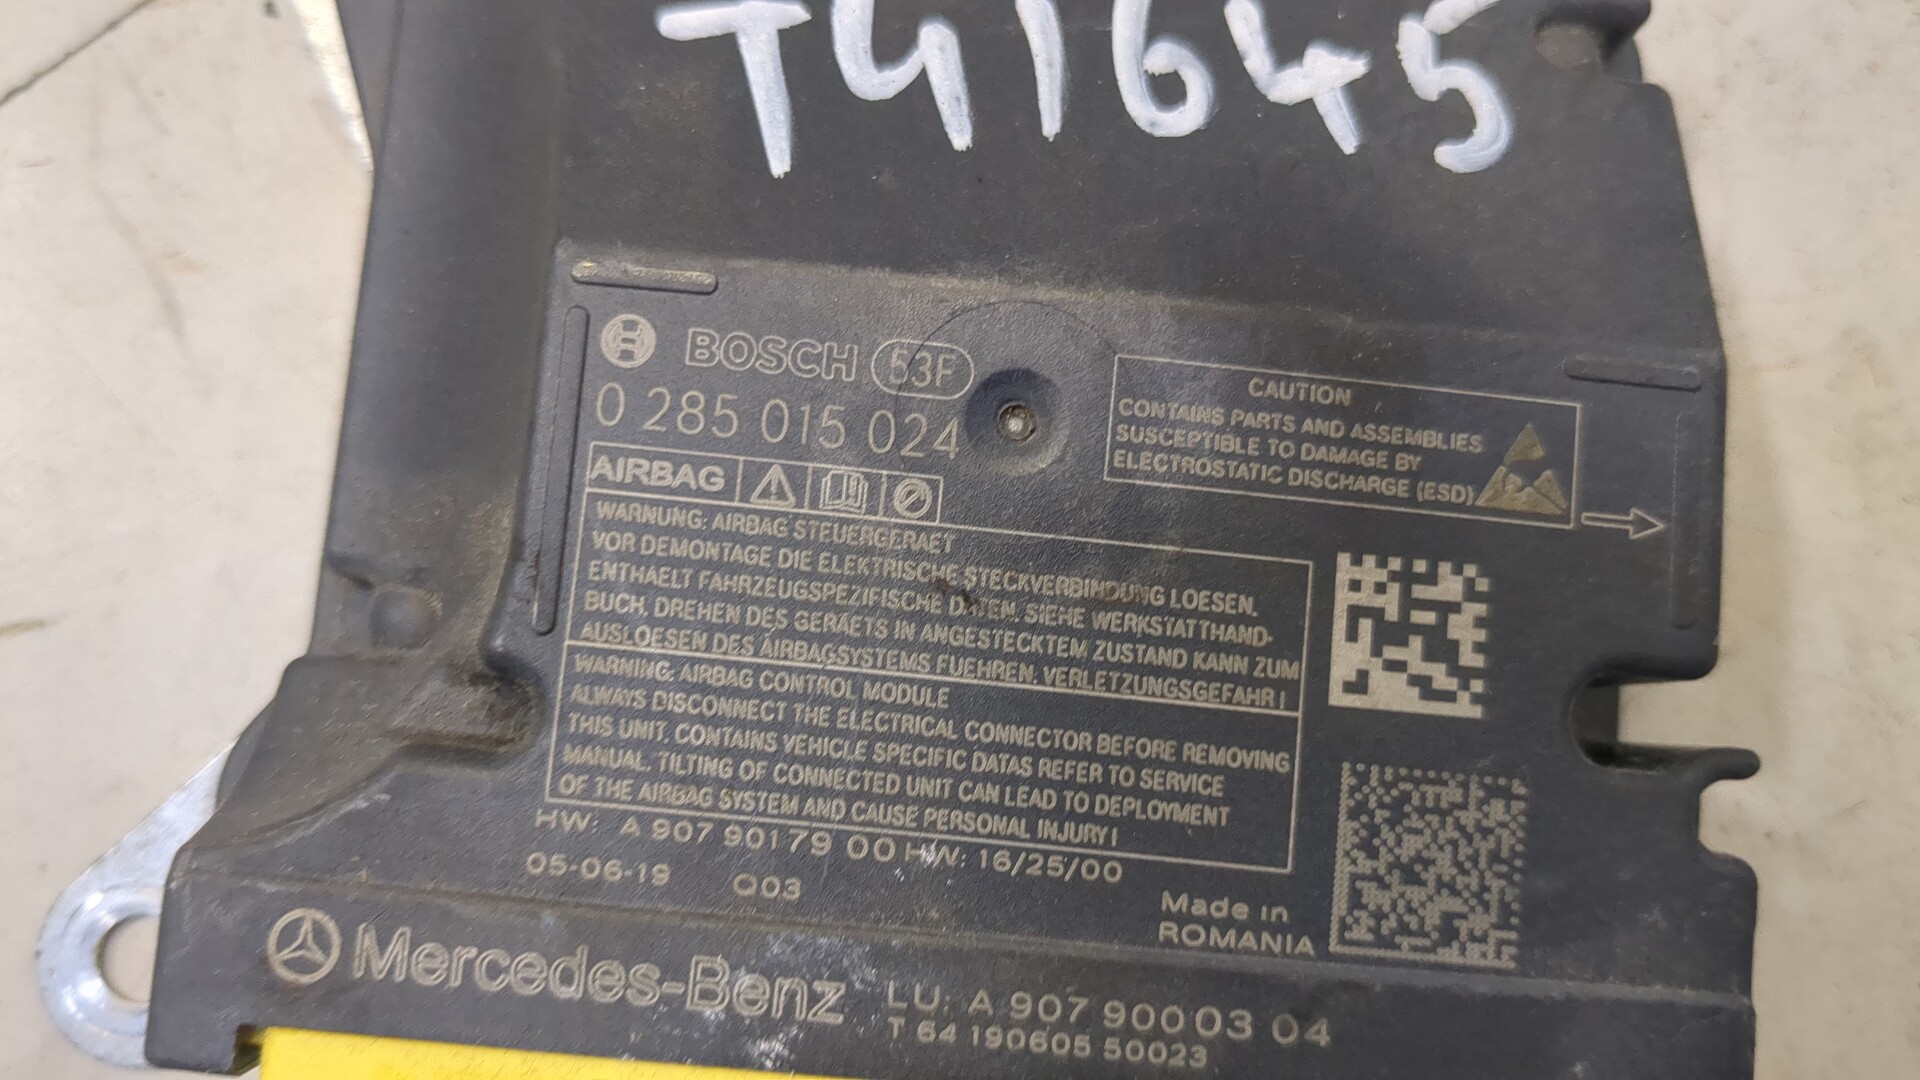 T41645
BOSCH 53F
0 285 015 024
AIRBAG
CAUTION
CONTAINS PARTS AND ASSEMBLIES
SUSCEPTIBLE TO DAMAGE BY
ELECTROSTATIC DISCHARGE (ESD)
WARNUNG: AIRBAG STEUERGERAET
VOR DEMONTAGE DIE ELEKTRISCHE STECKVERBINDUNG LOESEN.
ENTHAELT FAHRZEUGSPEZIFISCHE DATEN. SIEHE WERKSTATTHAND-
BUCH. DREHEN DES GERAETS IN ANGESTECKTEM ZUSTAND KANN ZUM
AUSLOESEN DES AIRBAGSYSTEMS FUEHREN. VERLETZUNGSGEFAHR!
WARNING: AIRBAG CONTROL MODULE
ALWAYS DISCONNECT THE ELECTRICAL CONNECTOR BEFORE REMOVING
THIS UNIT. CONTAINS VEHICLE SPECIFIC DATAS REFER TO SERVICE
MANUAL. TILTING OF CONNECTED UNIT CAN LEAD TO DEPLOYMENT
OF THE AIRBAG SYSTEM AND CAUSE PERSONAL INJURY!
HW: A 907 901 79 00 HW: 16/25/00
05-06-19 Q03
Made in
ROMANIA
Mercedes-Benz
LU: A 907 900 03 04
T 54 190605 50023